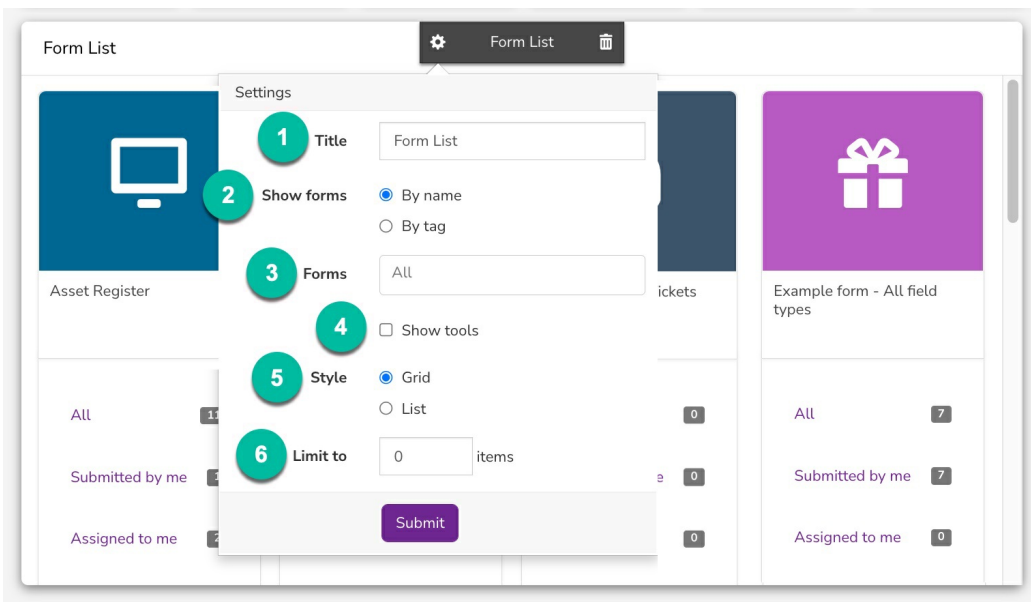 Form List
Form List
Settings
1 Title Form List
2 Show forms By name
By tag
3 Forms All
4 Show tools
5 Style Grid
List
6 Limit to 0 items
Submit
Asset Register
All
Submitted by me
Assigned to me
0
0
0
Example form - All field
types
All 7
Submitted by me 7
Assigned to me 0